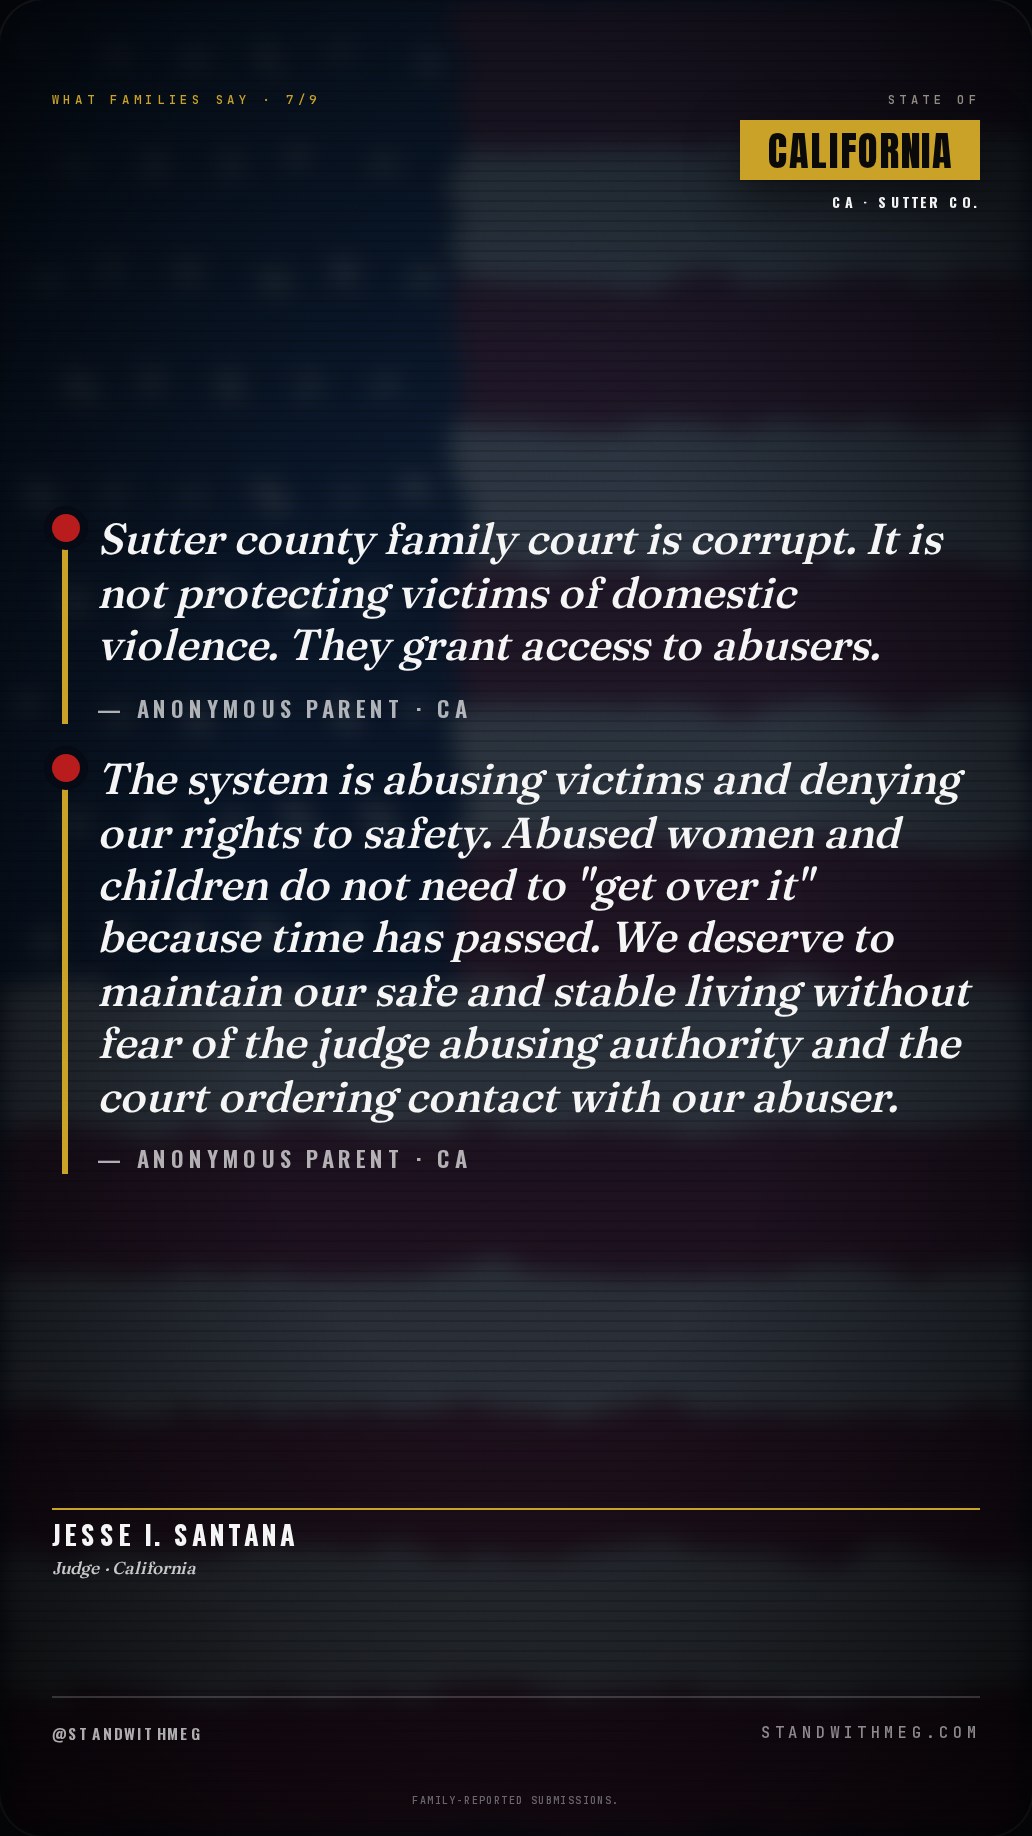 WHAT FAMILIES SAY · 7/9
STATE OF
CALIFORNIA
CA · SUTTER CO.
Sutter county family court is corrupt. It is
not protecting victims of domestic
violence. They grant access to abusers.
— ANONYMOUS PARENT · CA
The system is abusing victims and denying
our rights to safety. Abused women and
children do not need to "get over it"
because time has passed. We deserve to
maintain our safe and stable living without
fear of the judge abusing authority and the
court ordering contact with our abuser.
— ANONYMOUS PARENT · CA
JESSE I. SANTANA
Judge · California
@STANDWITHMEG
STANDWITHMEG.COM
FAMILY-REPORTED SUBMISSIONS.